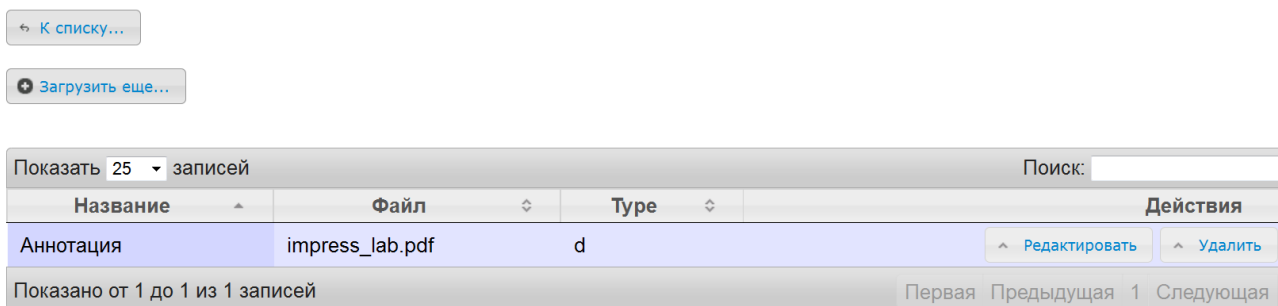 К списку...
Загрузить еще...
Показать 25 записей Поиск:
Название Файл Type Действия
Аннотация impress_lab.pdf d Редактировать Удалить
Показано от 1 до 1 из 1 записей Первая Предыдущая 1 Следующая